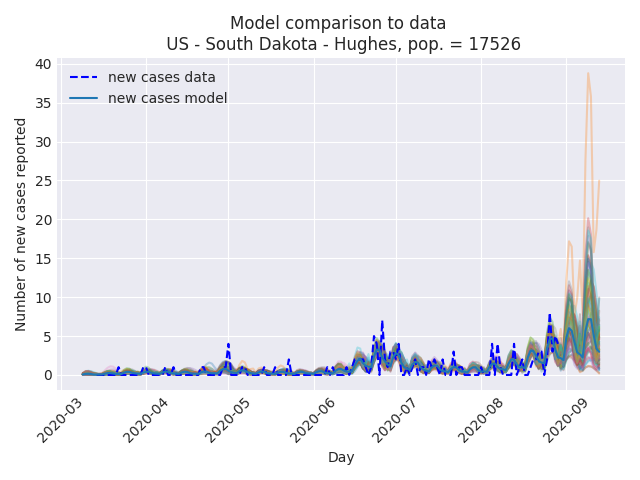 Model comparison to data
US - South Dakota - Hughes, pop. = 17526
new cases data
new cases model
Number of new cases reported
40
35
30
25
20
15
10
5
0
2020-03
2020-04
2020-05
2020-06
2020-07
2020-08
2020-09
Day